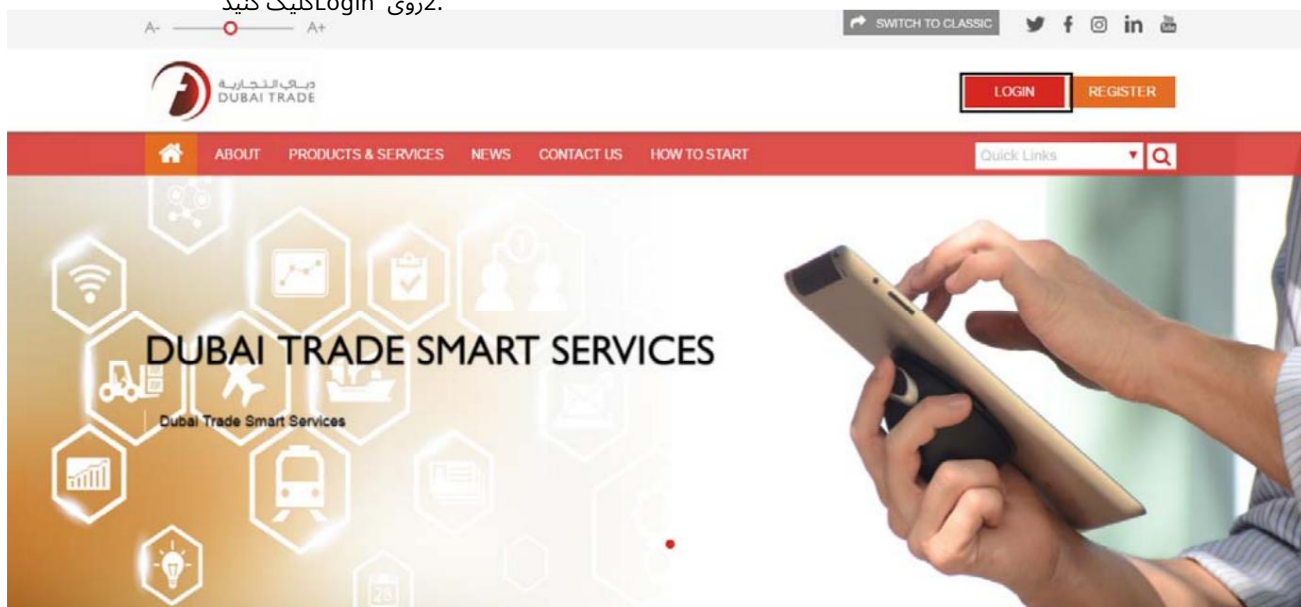 .2روی Loginکلیک کنید
A- A+
SWITCH TO CLASSIC
دبي التجارية
DUBAI TRADE
LOGIN REGISTER
ABOUT PRODUCTS & SERVICES NEWS CONTACT US HOW TO START Quick Links
DUBAI TRADE SMART SERVICES
Dubai Trade Smart Services
28